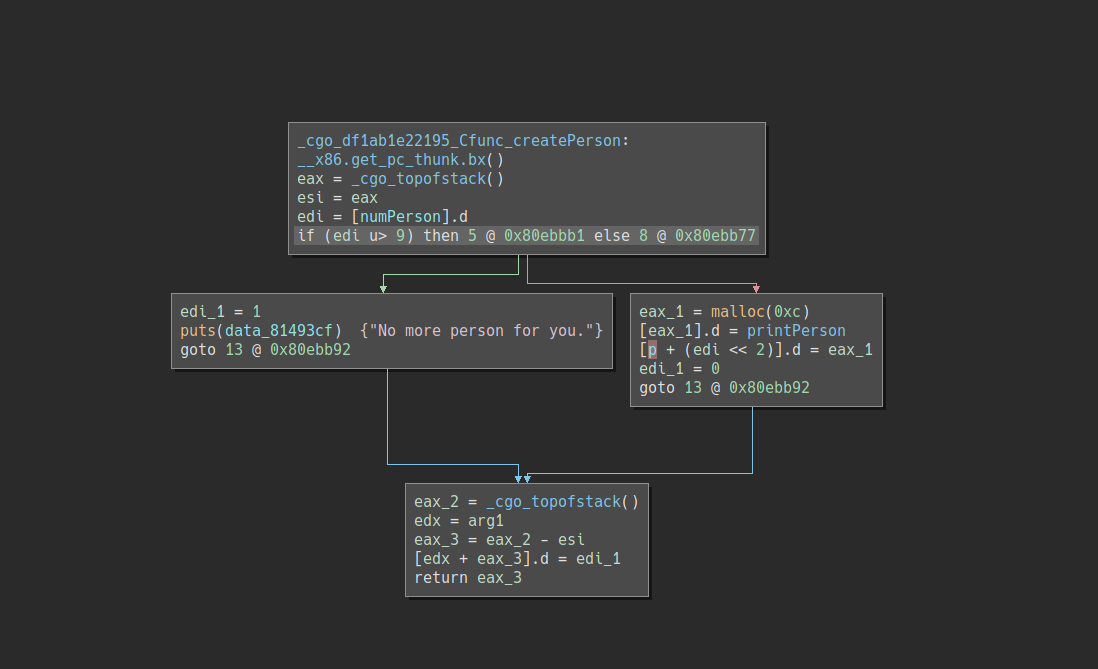 _cgo_df1ab1e22195_Cfunc_createPerson:
__x86.get_pc_thunk.bx()
eax = _cgo_topofstack()
esi = eax
edi = [numPerson].d
if (edi u> 9) then 5 @ 0x80ebbb1 else 8 @ 0x80ebb77
edi_1 = 1
puts(data_81493cf)  {"No more person for you."}
goto 13 @ 0x80ebb92
eax_1 = malloc(0xc)
[eax_1].d = printPerson
[p + (edi << 2)].d = eax_1
edi_1 = 0
goto 13 @ 0x80ebb92
eax_2 = _cgo_topofstack()
edx = arg1
eax_3 = eax_2 - esi
[edx + eax_3].d = edi_1
return eax_3